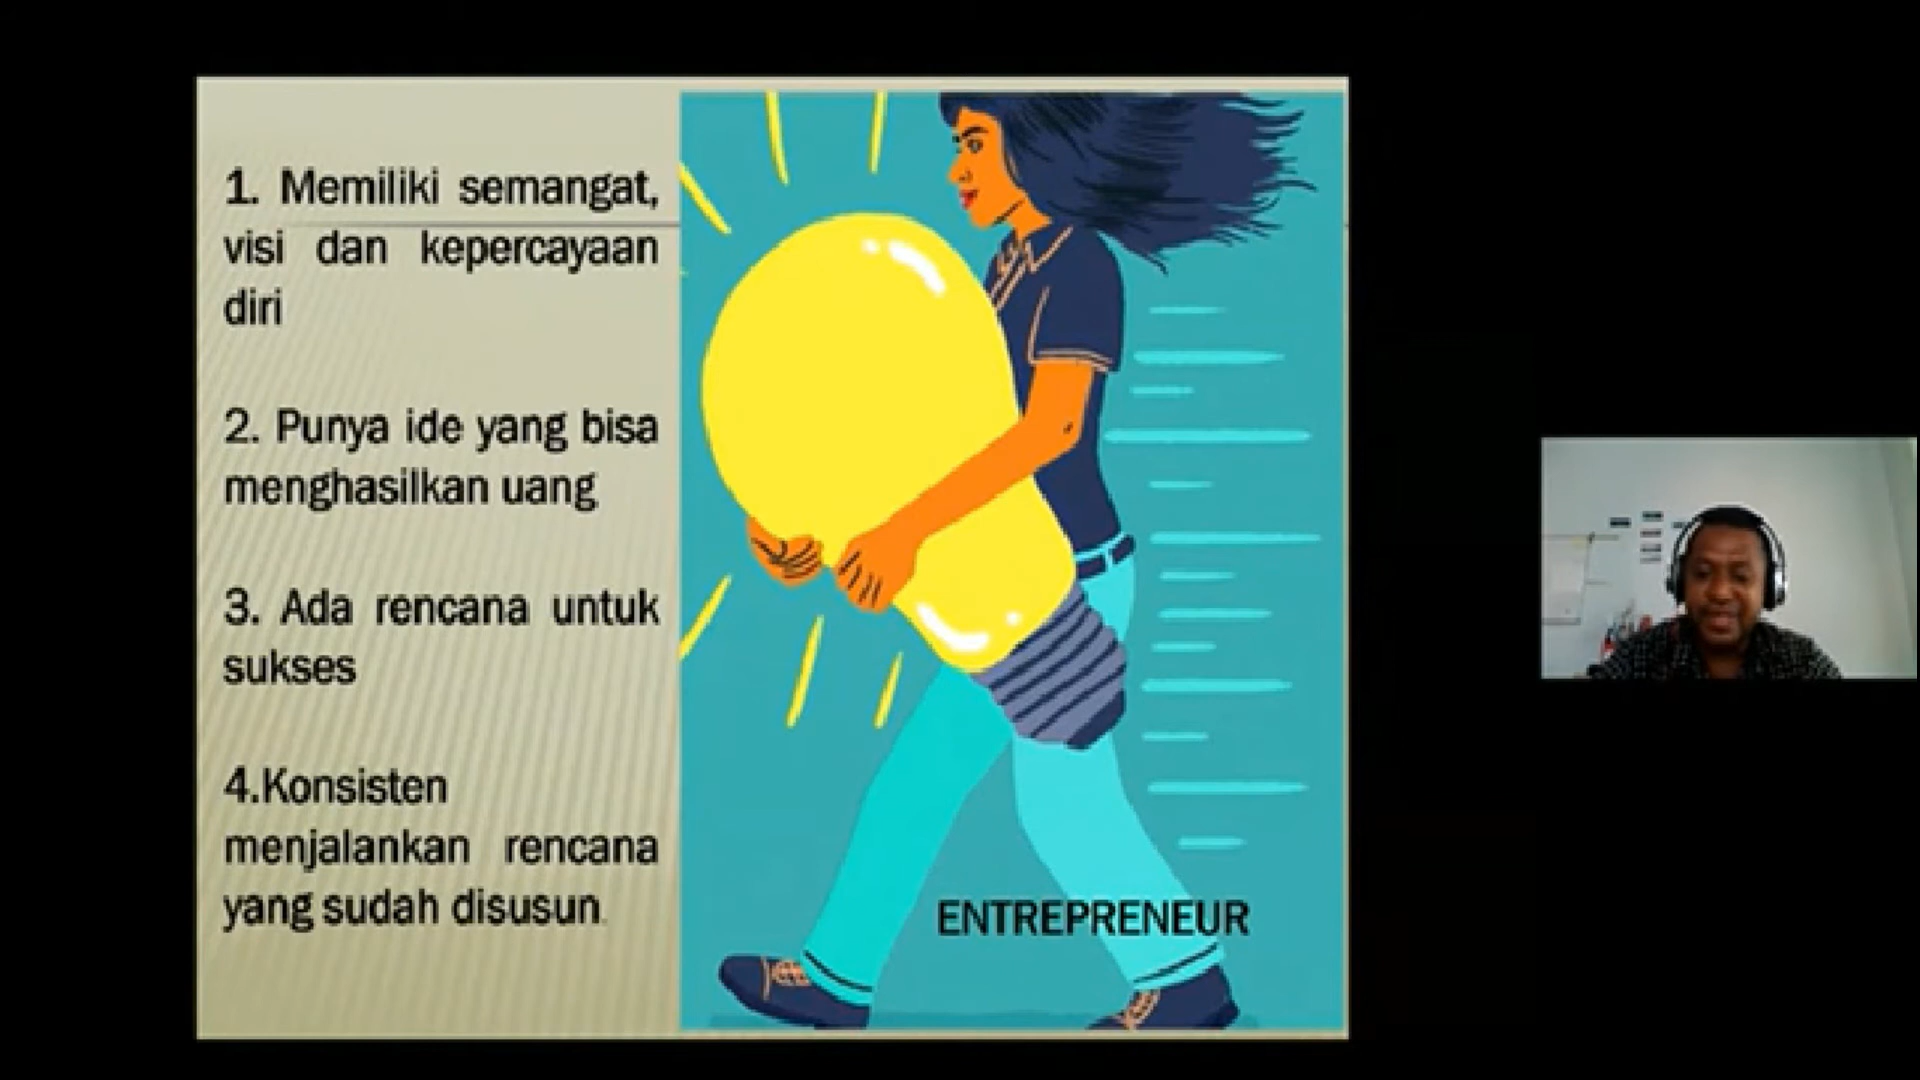 1. Memiliki semangat,
visi dan kepercayaan
diri
2. Punya ide yang bisa
menghasilkan uang
3. Ada rencana untuk
sukses
4.Konsisten
menjalankan rencana
yang sudah disusun.
ENTREPRENEUR